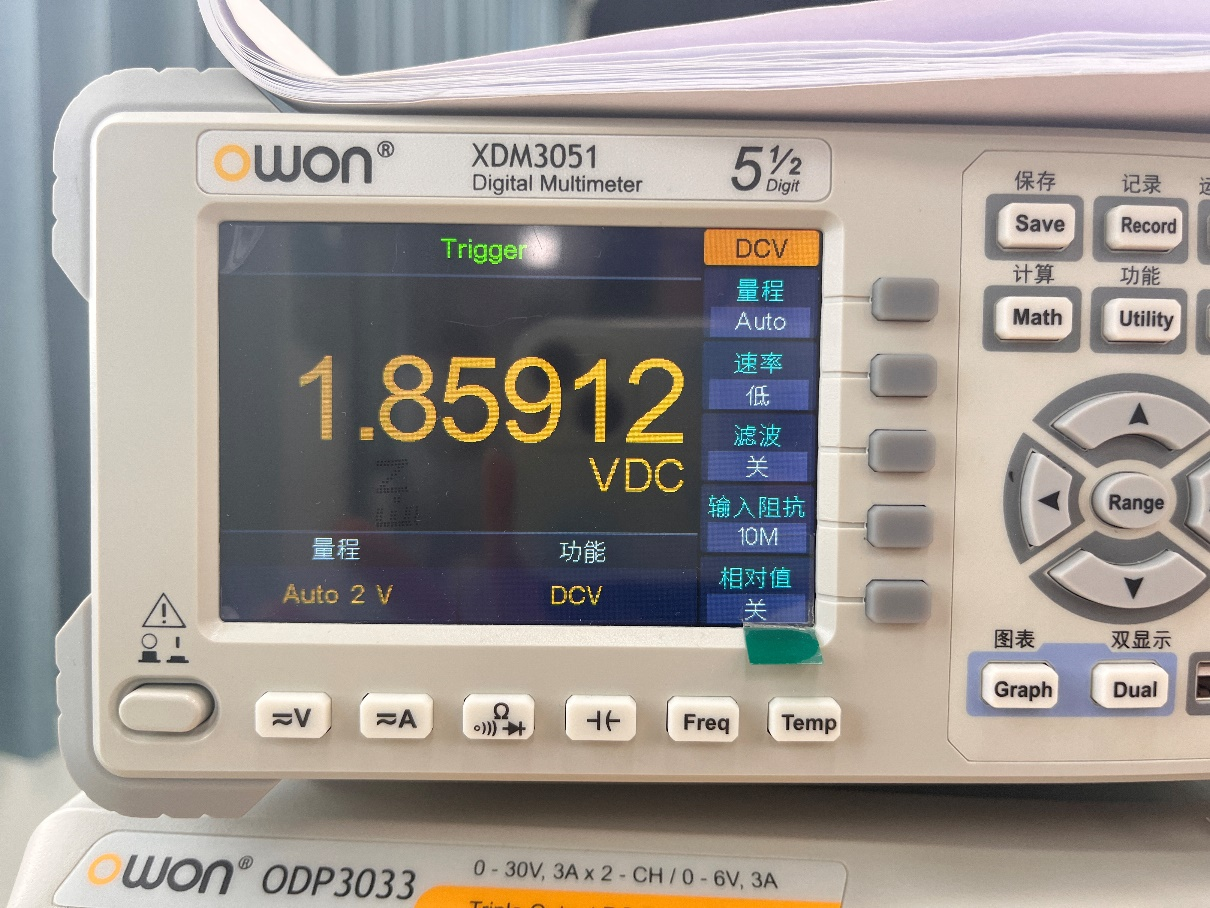 owon® XDM3051 5 1/2
Digital Multimeter Digit
Trigger
DCV
量程
Auto
速率
低
滤波
关
输入阻抗
10M
相对值
关
1.85912
VDC
量程 功能
Auto 2 V DCV
保存 记录
Save Record
计算 功能
Math Utility
Range
图表 双显示
Graph Dual
≂V ≂A Ω Freq Temp
owon® ODP3033 0 - 30V, 3A x 2 - CH / 0 - 6V, 3A